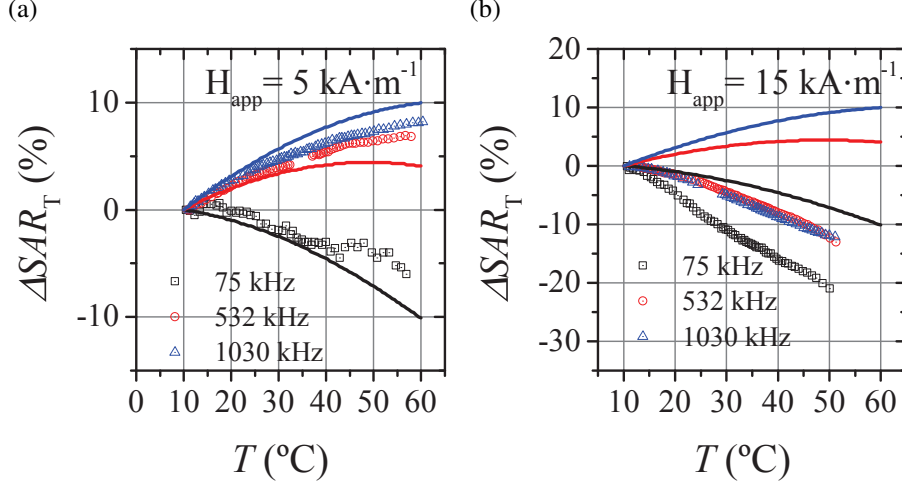 (a)
H_app = 5 kA·m⁻¹
ΔSAR_T (%)
10
0
-10
75 kHz
532 kHz
1030 kHz
0 10 20 30 40 50 60
T (ºC)
(b)
H_app = 15 kA·m⁻¹
ΔSAR_T (%)
20
10
0
-10
-20
-30
75 kHz
532 kHz
1030 kHz
10 20 30 40 50 60
T (ºC)